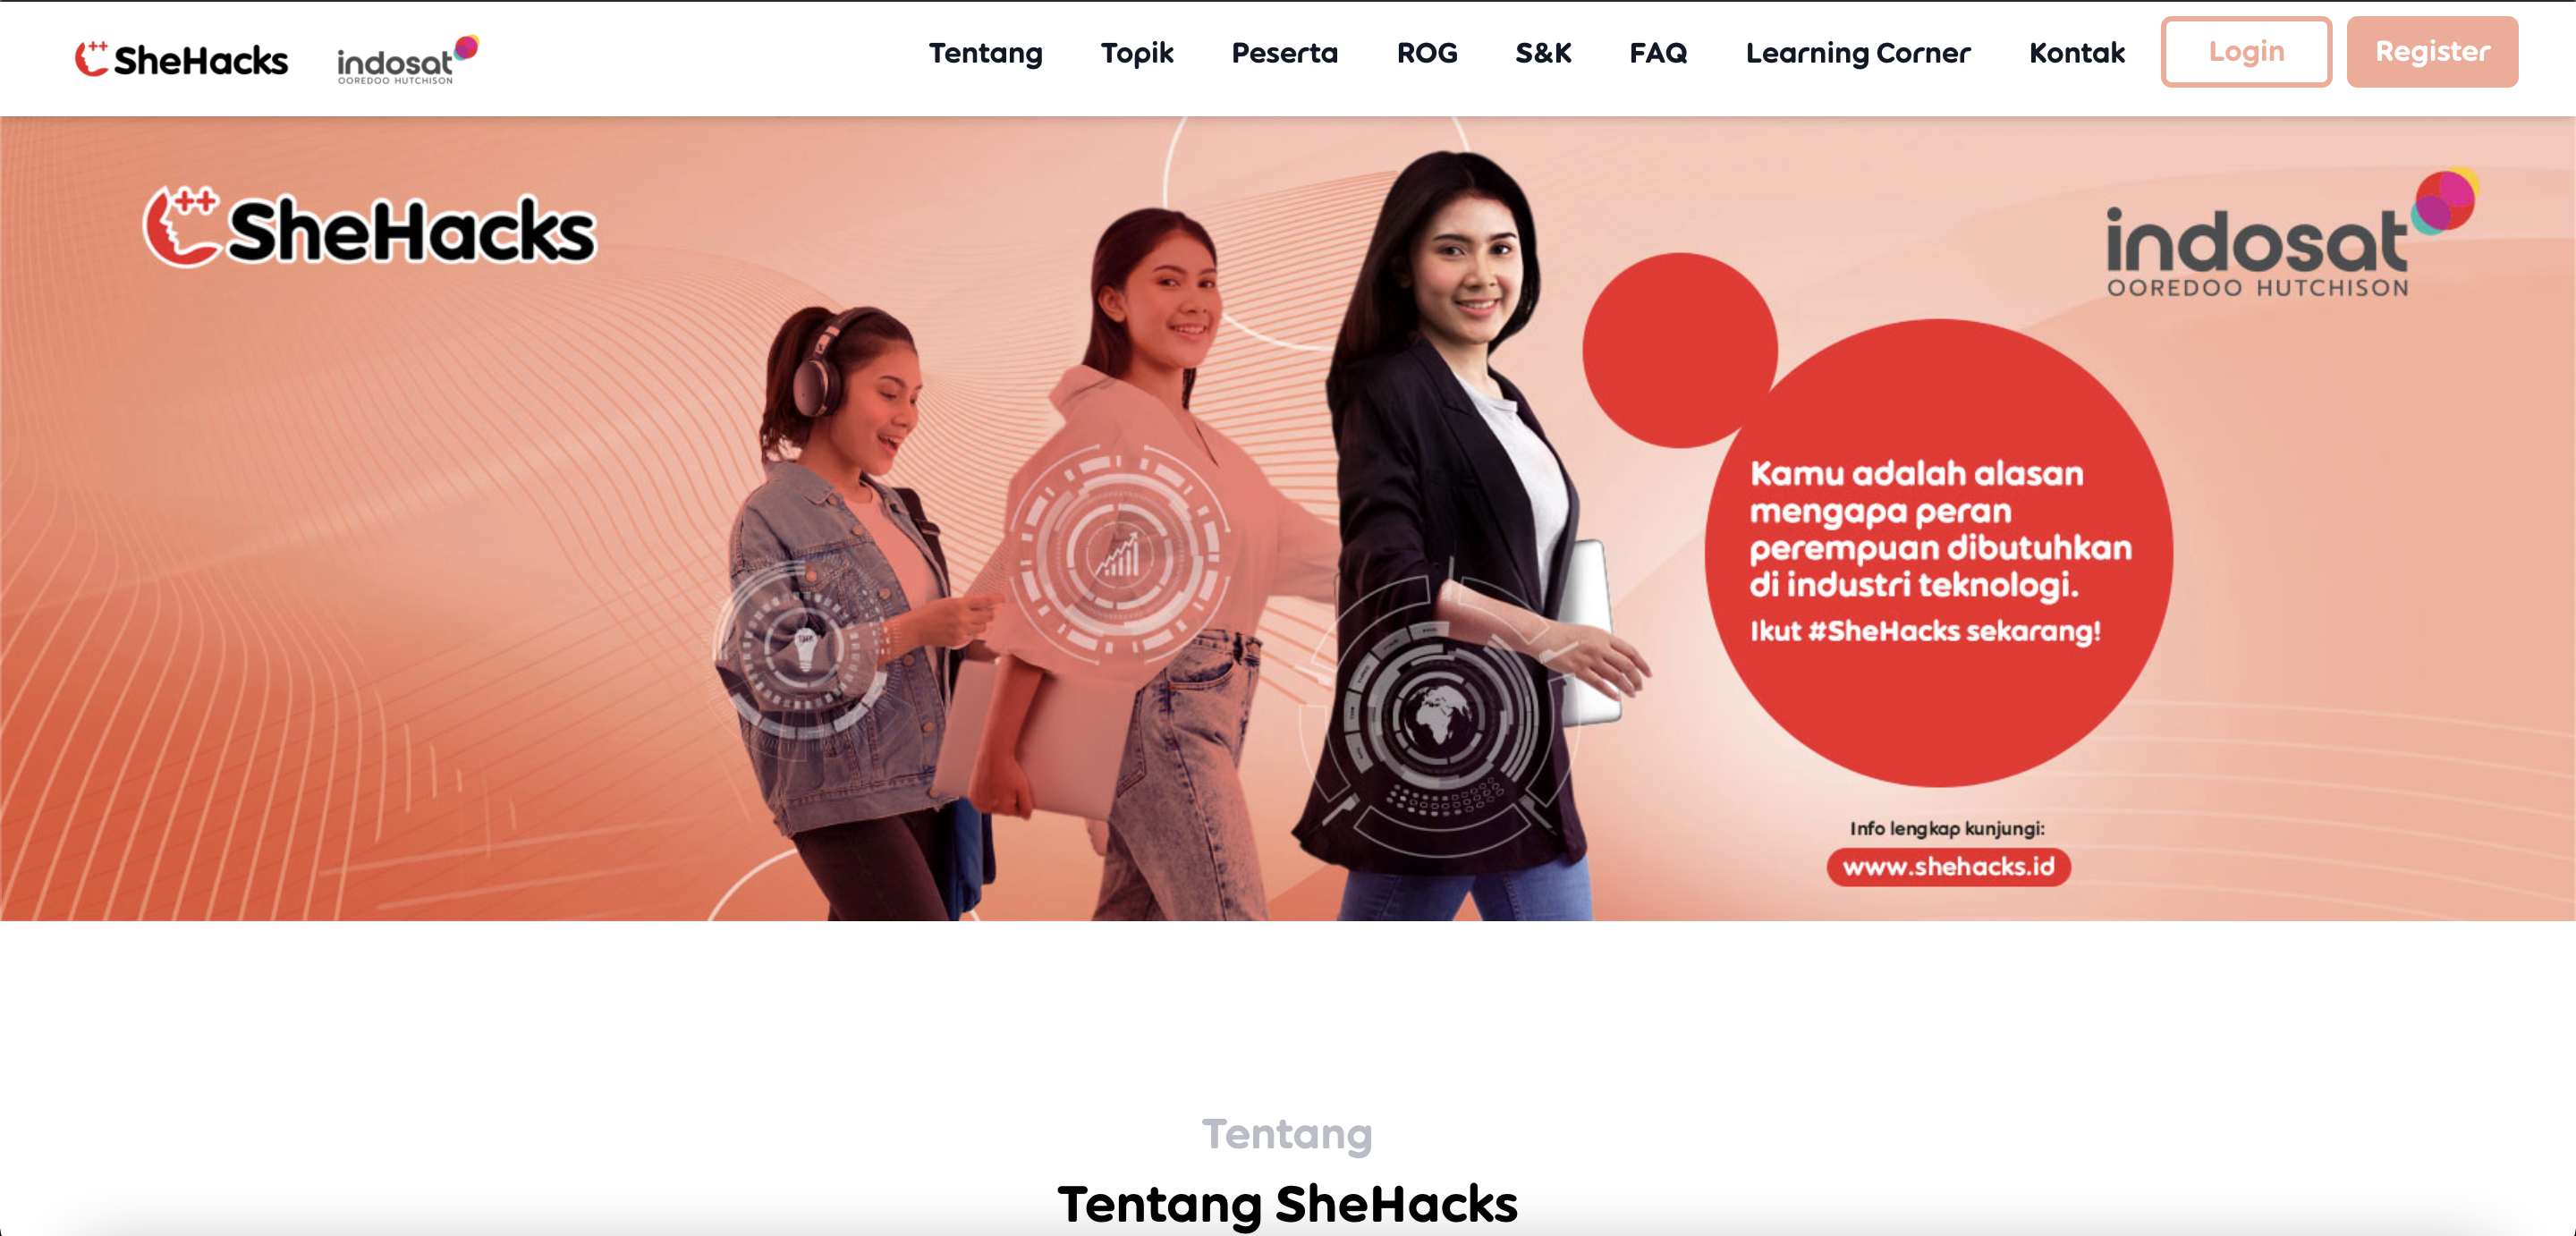 SheHacks
indosat
OOREDOO HUTCHISON
Tentang
Topik
Peserta
ROG
S&K
FAQ
Learning Corner
Kontak
Login
Register
++
SheHacks
indosat
OOREDOO HUTCHISON
Kamu adalah alasan
mengapa peran
perempuan dibutuhkan
di industri teknologi.
Ikut #SheHacks sekarang!
Info lengkap kunjungi:
www.shehacks.id
Tentang
Tentang SheHacks